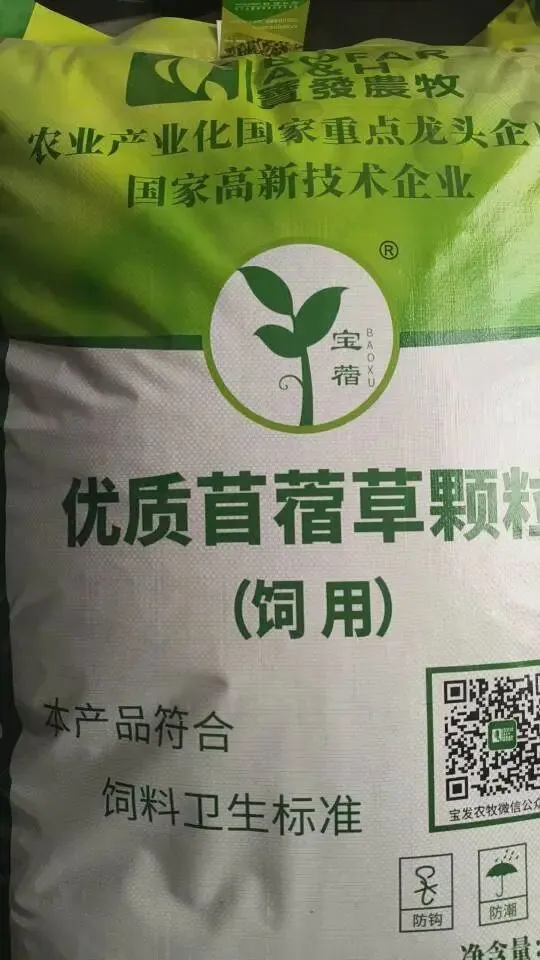 A&H
寶發農牧
农业产业化国家重点龙头企
国家高新技术企业
®
宝蓿
BAOXU
优质苜蓿草颗粒
(饲用)
本产品符合
饲料卫生标准
宝发农牧微信公众
防钩
防潮
净含量: